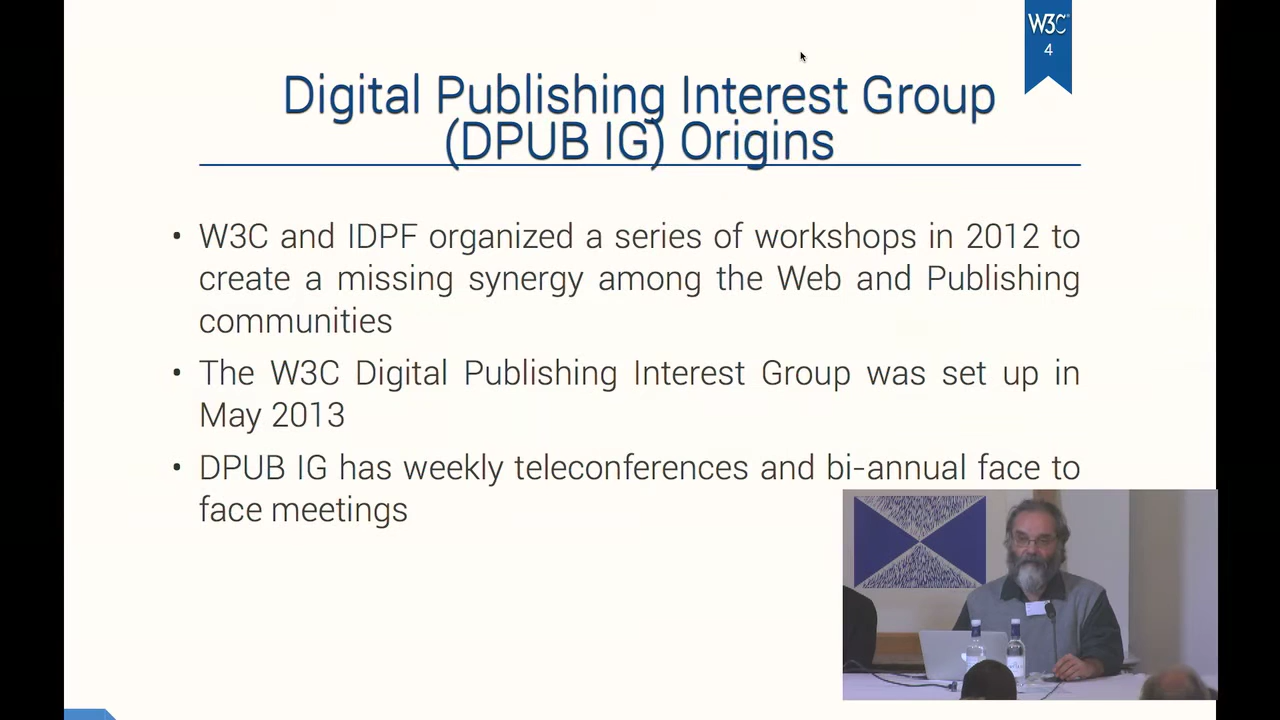 W3C
4
Digital Publishing Interest Group
(DPUB IG) Origins
• W3C and IDPF organized a series of workshops in 2012 to
create a missing synergy among the Web and Publishing
communities
• The W3C Digital Publishing Interest Group was set up in
May 2013
• DPUB IG has weekly teleconferences and bi-annual face to
face meetings